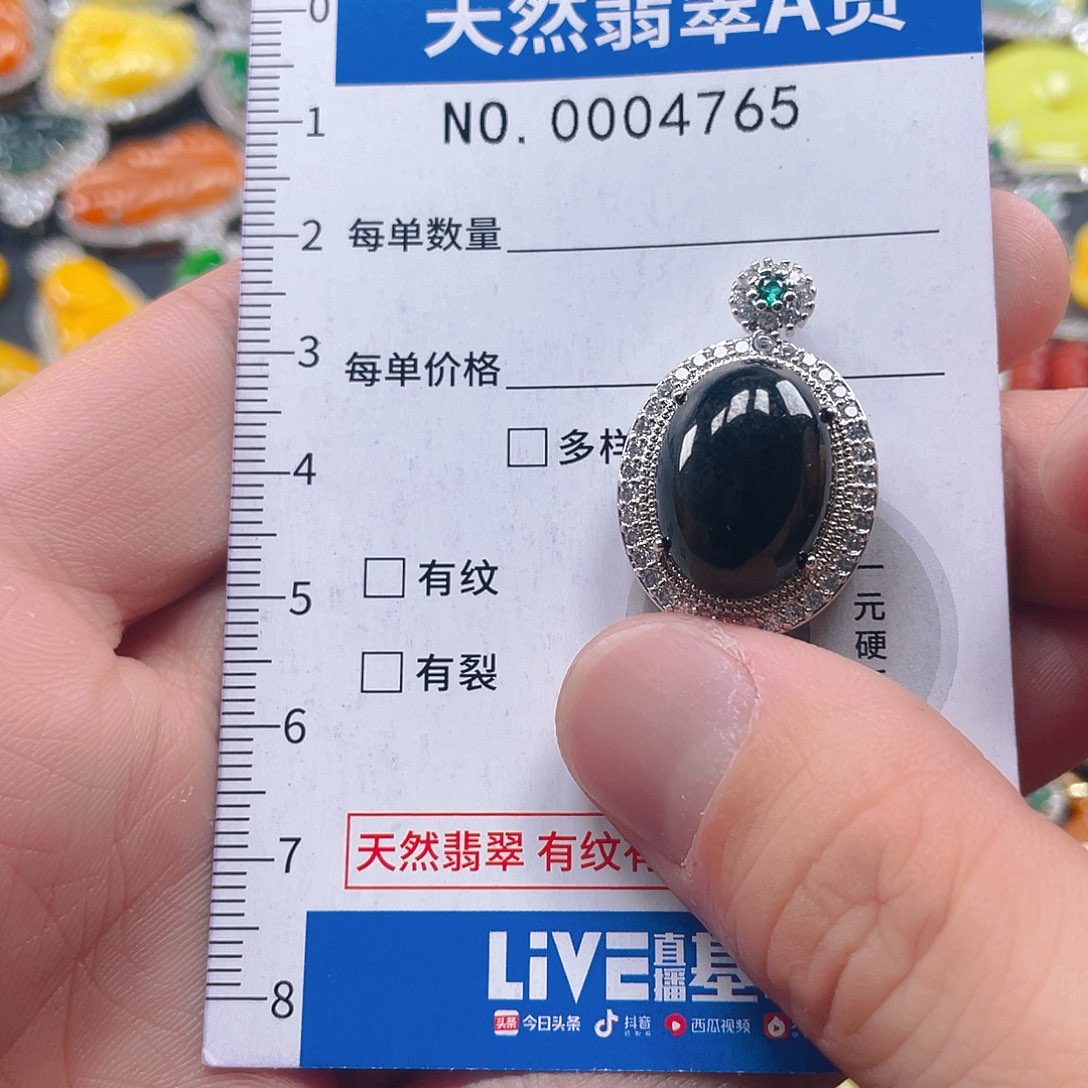 0
天然翡翠A货
1
NO. 0004765
2
每单数量
3
每单价格
4
多样
5
有纹
一元硬
有裂
6
7
天然翡翠 有纹有
8
LiVE直播基
头条 今日头条 抖音 西瓜视频